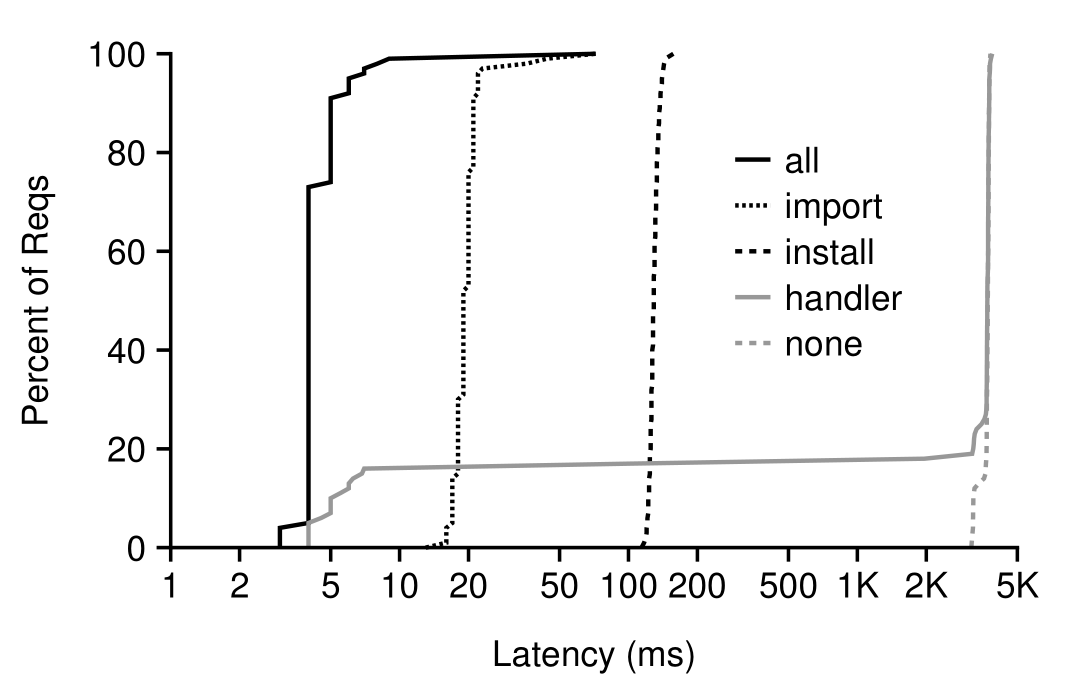 100
80
60
40
20
0
Percent of Reqs
all
import
install
handler
none
1 2 5 10 20 50 100 200 500 1K 2K 5K
Latency (ms)